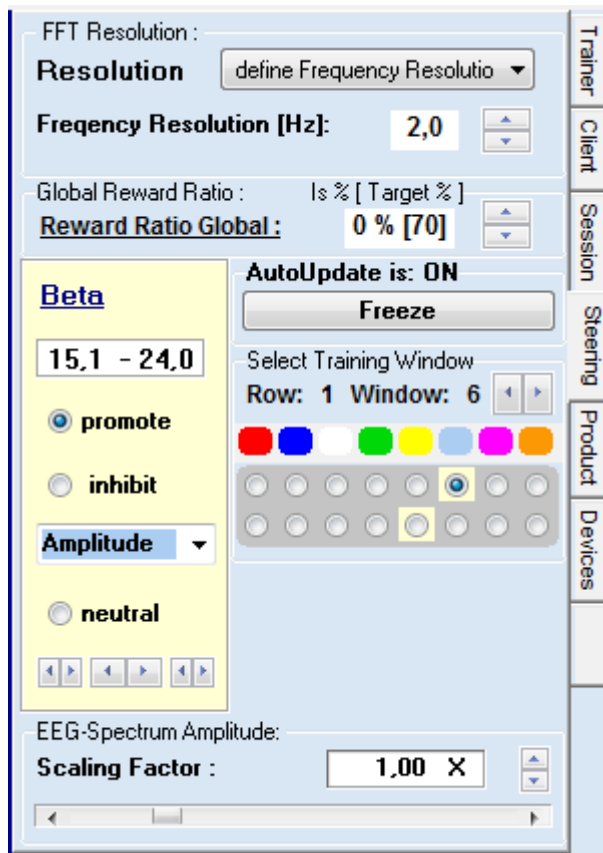 FFT Resolution :
Resolution define Frequency Resolutio
Freqency Resolution [Hz]: 2,0
Global Reward Ratio : Is % [ Target % ]
Reward Ratio Global : 0 % [70]
Beta
15,1 - 24,0
promote
inhibit
Amplitude
neutral
AutoUpdate is: ON
Freeze
Select Training Window
Row: 1 Window: 6
EEG-Spectrum Amplitude:
Scaling Factor : 1,00 X
Trainer
Client
Session
Steering
Product
Devices